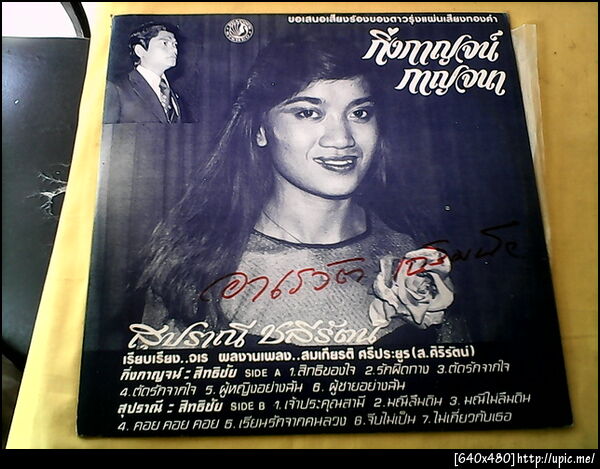 ขอเสนอเสียงร้องของดาวรุ่งแผ่นเสียงทองคำ
กิ่งกาญจน์
กาญจนา
สุปราณี ชลีรัตน์
เรียบเรียง..จเร ผลงานเพลง..สมเกียรติ ศรีประยูร(ส.ศิริรัตน์)
กิ่งกาญจน์ - สิทธิชัย SIDE A 1.สิทธิของใจ 2.รักผิดทาง 3.ตัดรักจากใจ
4.ตัดรักจากใจ 5.ผู้หญิงอย่างฉัน 6.ผู้ชายอย่างฉัน
สุปราณี - สิทธิชัย SIDE B 1.เจ้าประคุณสามี 2.มณีลืมดิน 3.มณีไม่ลืมดิน
4.คอย คอย คอย 5.เรียนรักจากคนลวง 6.จีบไม่เป็น 7.ไม่เกี่ยวกับเธอ
[640x480]http://upic.me/